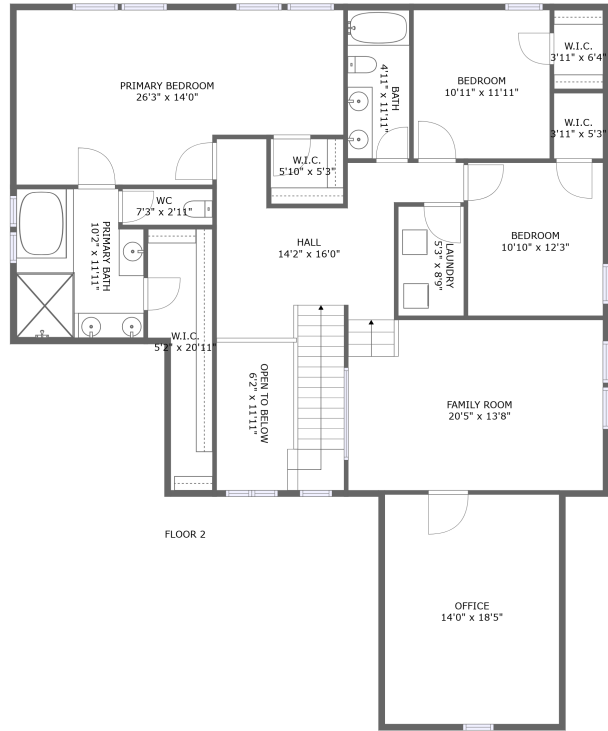 PRIMARY BEDROOM
26'3" x 14'0"
BATH
4'11" x 11'11"
BEDROOM
10'11" x 11'11"
W.I.C.
3'11" x 6'4"
W.I.C.
3'11" x 5'3"
W.I.C.
5'10" x 5'3"
WC
7'3" x 2'11"
PRIMARY BATH
10'2" x 11'11"
HALL
14'2" x 16'0"
LAUNDRY
5'3" x 8'9"
BEDROOM
10'10" x 12'3"
W.I.C.
5'2" x 20'11"
OPEN TO BELOW
6'2" x 11'11"
FAMILY ROOM
20'5" x 13'8"
FLOOR 2
OFFICE
14'0" x 18'5"